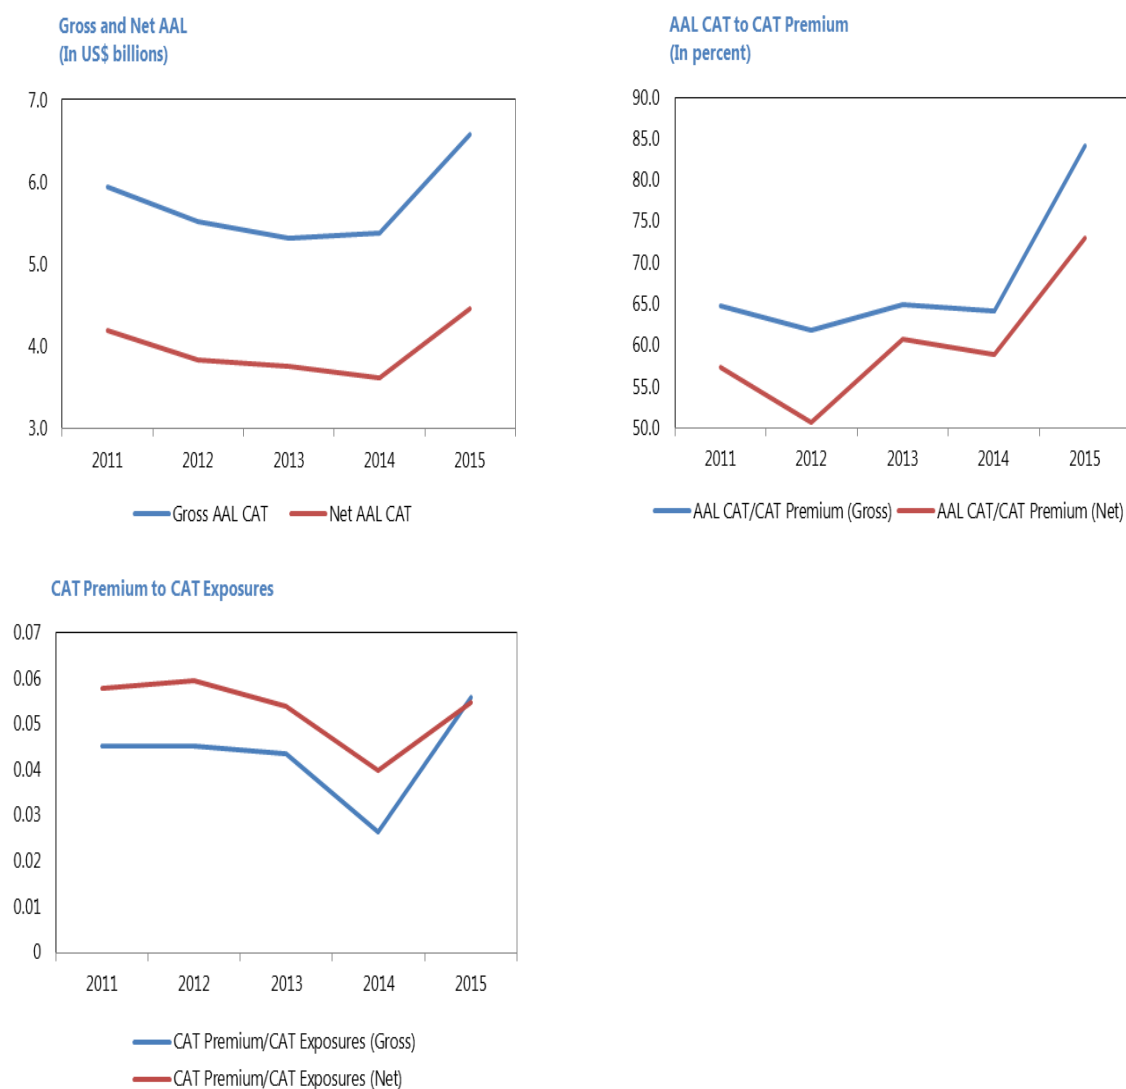 Gross and Net AAL
(In US$ billions)
7.0
6.0
5.0
4.0
3.0
2011 2012 2013 2014 2015
Gross AAL CAT Net AAL CAT
AAL CAT to CAT Premium
(In percent)
90.0
85.0
80.0
75.0
70.0
65.0
60.0
55.0
50.0
2011 2012 2013 2014 2015
AAL CAT/CAT Premium (Gross) AAL CAT/CAT Premium (Net)
CAT Premium to CAT Exposures
0.07
0.06
0.05
0.04
0.03
0.02
0.01
0
2011 2012 2013 2014 2015
CAT Premium/CAT Exposures (Gross)
CAT Premium/CAT Exposures (Net)